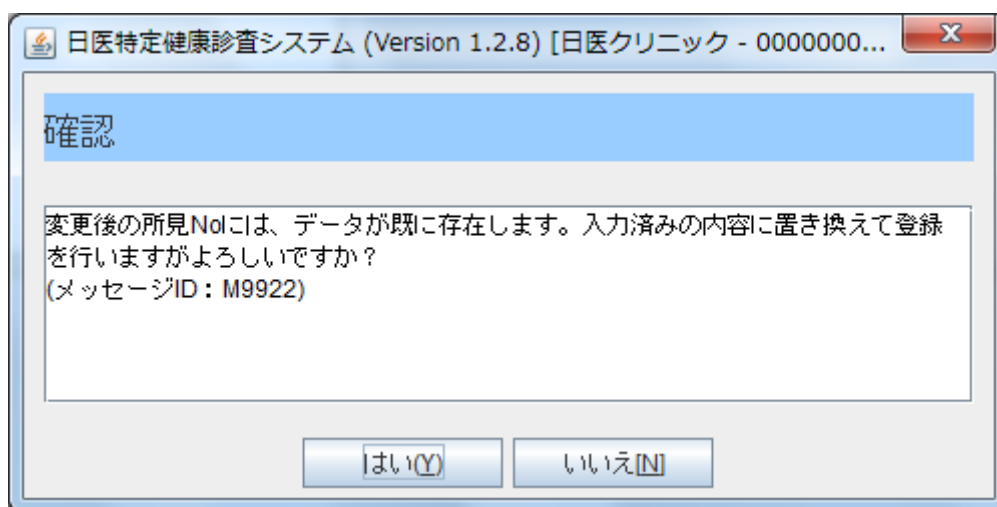 日医特定健康診査システム (Version 1.2.8) [日医クリニック - 0000000...
確認
変更後の所見Noには、データが既に存在します。入力済みの内容に置き換えて登録
を行いますがよろしいですか？
(メッセージID：M9922)
はい(Y)
いいえ[N]